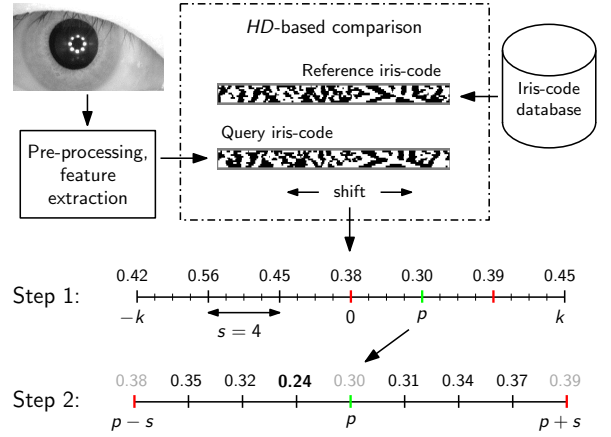 HD-based comparison
Reference iris-code
Iris-code
database
Query iris-code
Pre-processing,
feature
extraction
shift
0.42 0.56 0.45 0.38 0.30 0.39 0.45
Step 1:
−k s = 4 0 p k
0.38 0.35 0.32 0.24 0.30 0.31 0.34 0.37 0.39
Step 2:
p − s p p + s